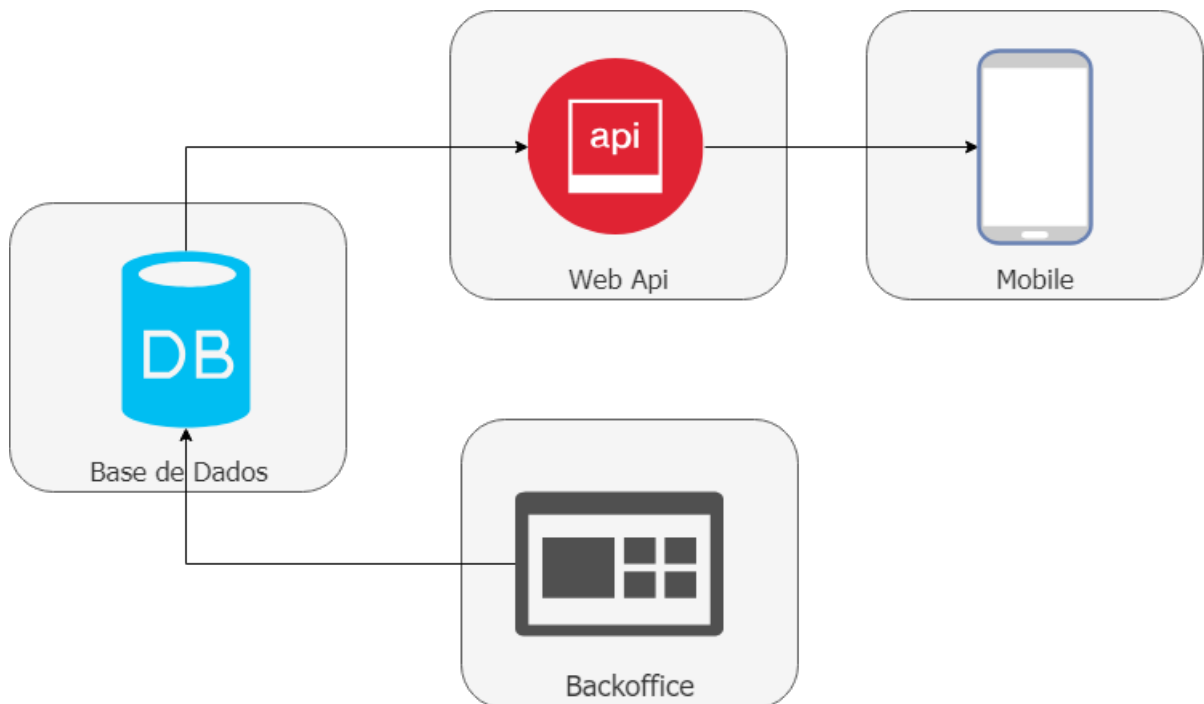 api
Web Api
Mobile
DB
Base de Dados
Backoffice